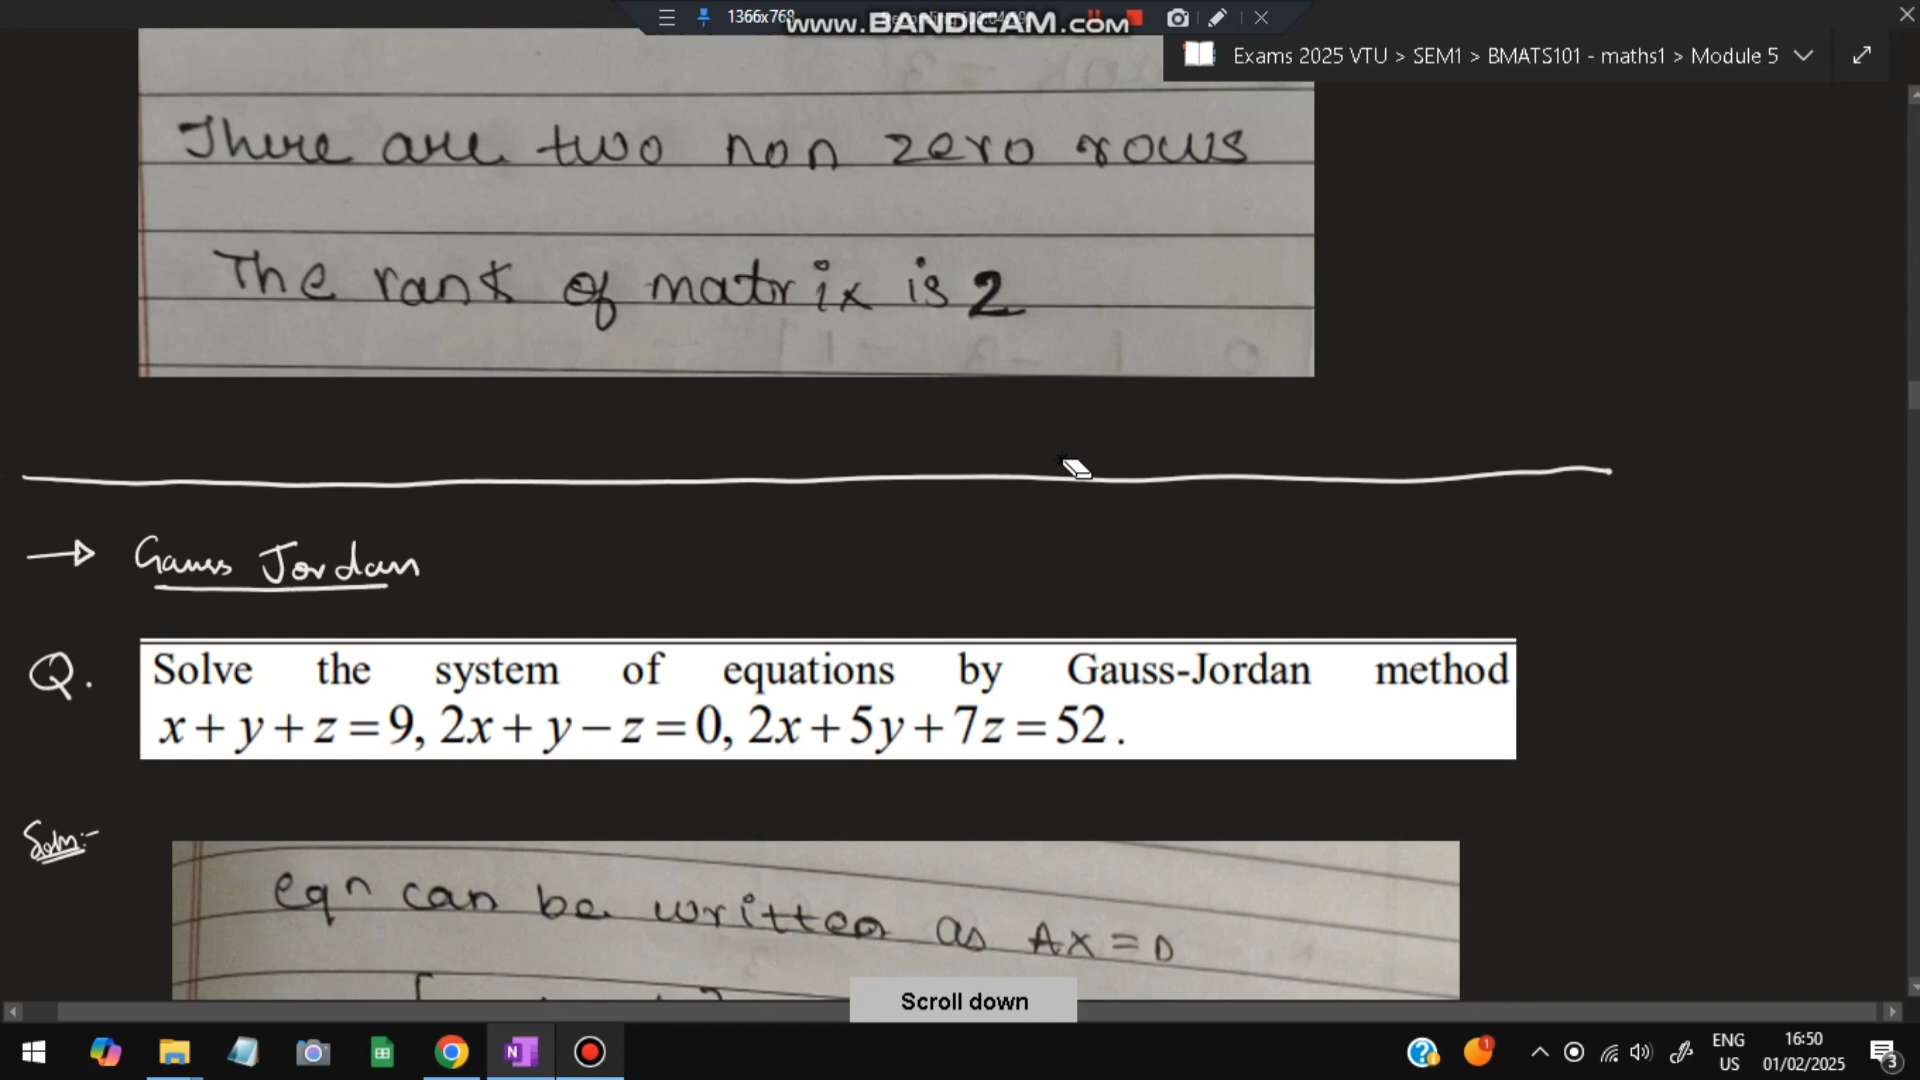 1366x768
www.BANDICAM.com
Exams 2025 VTU > SEM1 > BMATS101 - maths1 > Module 5
There are two non zero rows
The rank of matrix is 2
→ Gauss Jordan
Q. Solve the system of equations by Gauss-Jordan method
x + y + z = 9, 2x + y − z = 0, 2x + 5y + 7z = 52.
Soln:-
eqn can be written as AX = D
Scroll down
ENG
US
16:50
01/02/2025
1
3